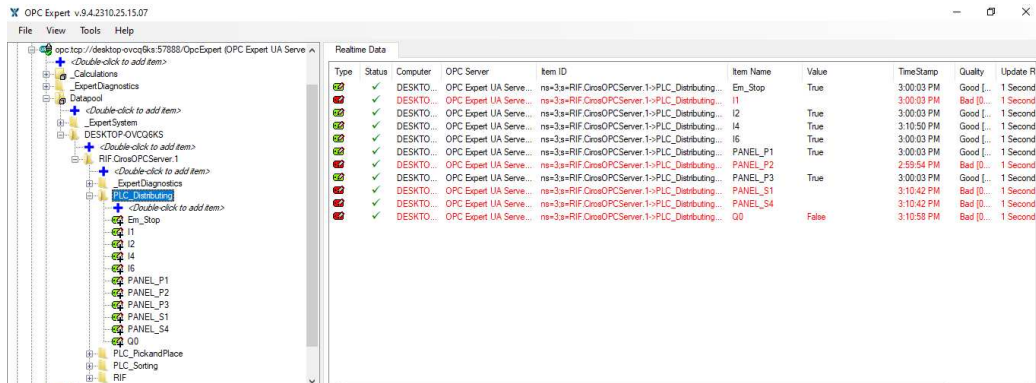 OPC Expert v.9.4.2310.25.15.07
File View Tools Help
opc.tcp://desktop-ovcq6ks:57888/OpcExpert (OPC Expert UA Serve
<Double-click to add item>
_Calculations
_ExpertDiagnostics
Datapool
<Double-click to add item>
_ExpertSystem
DESKTOP-OVCQ6KS
<Double-click to add item>
RIF.CirosOPCServer.1
<Double-click to add item>
_ExpertDiagnostics
PLC_Distributing
<Double-click to add item>
Em_Stop
I1
I2
I4
I6
PANEL_P1
PANEL_P2
PANEL_P3
PANEL_S1
PANEL_S4
Q0
PLC_PickandPlace
PLC_Sorting
RIF
Realtime Data
Type Status Computer OPC Server Item ID Item Name Value TimeStamp Quality Update R
DESKTO... OPC Expert UA Serve... ns=3;s=RIF.CirosOPCServer.1->PLC_Distributing... Em_Stop True 3:00:03 PM Good [... 1 Second
DESKTO... OPC Expert UA Serve... ns=3;s=RIF.CirosOPCServer.1->PLC_Distributing... I1 3:00:03 PM Bad [0... 1 Second
DESKTO... OPC Expert UA Serve... ns=3;s=RIF.CirosOPCServer.1->PLC_Distributing... I2 True 3:00:03 PM Good [... 1 Second
DESKTO... OPC Expert UA Serve... ns=3;s=RIF.CirosOPCServer.1->PLC_Distributing... I4 True 3:10:50 PM Good [... 1 Second
DESKTO... OPC Expert UA Serve... ns=3;s=RIF.CirosOPCServer.1->PLC_Distributing... I6 True 3:00:03 PM Good [... 1 Second
DESKTO... OPC Expert UA Serve... ns=3;s=RIF.CirosOPCServer.1->PLC_Distributing... PANEL_P1 True 3:00:03 PM Good [... 1 Second
DESKTO... OPC Expert UA Serve... ns=3;s=RIF.CirosOPCServer.1->PLC_Distributing... PANEL_P2 2:59:54 PM Bad [0... 1 Second
DESKTO... OPC Expert UA Serve... ns=3;s=RIF.CirosOPCServer.1->PLC_Distributing... PANEL_P3 True 3:00:03 PM Good [... 1 Second
DESKTO... OPC Expert UA Serve... ns=3;s=RIF.CirosOPCServer.1->PLC_Distributing... PANEL_S1 3:10:42 PM Bad [0... 1 Second
DESKTO... OPC Expert UA Serve... ns=3;s=RIF.CirosOPCServer.1->PLC_Distributing... PANEL_S4 3:10:42 PM Bad [0... 1 Second
DESKTO... OPC Expert UA Serve... ns=3;s=RIF.CirosOPCServer.1->PLC_Distributing... Q0 False 3:10:58 PM Bad [0... 1 Second